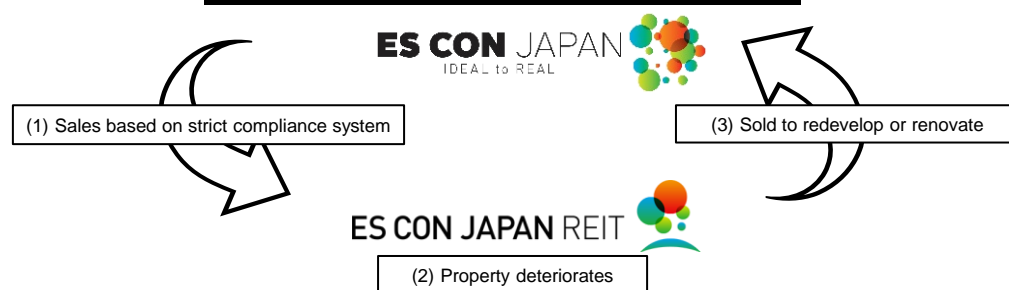 ES CON JAPAN
IDEAL to REAL
(1) Sales based on strict compliance system
(3) Sold to redevelop or renovate
ES CON JAPAN REIT
(2) Property deteriorates